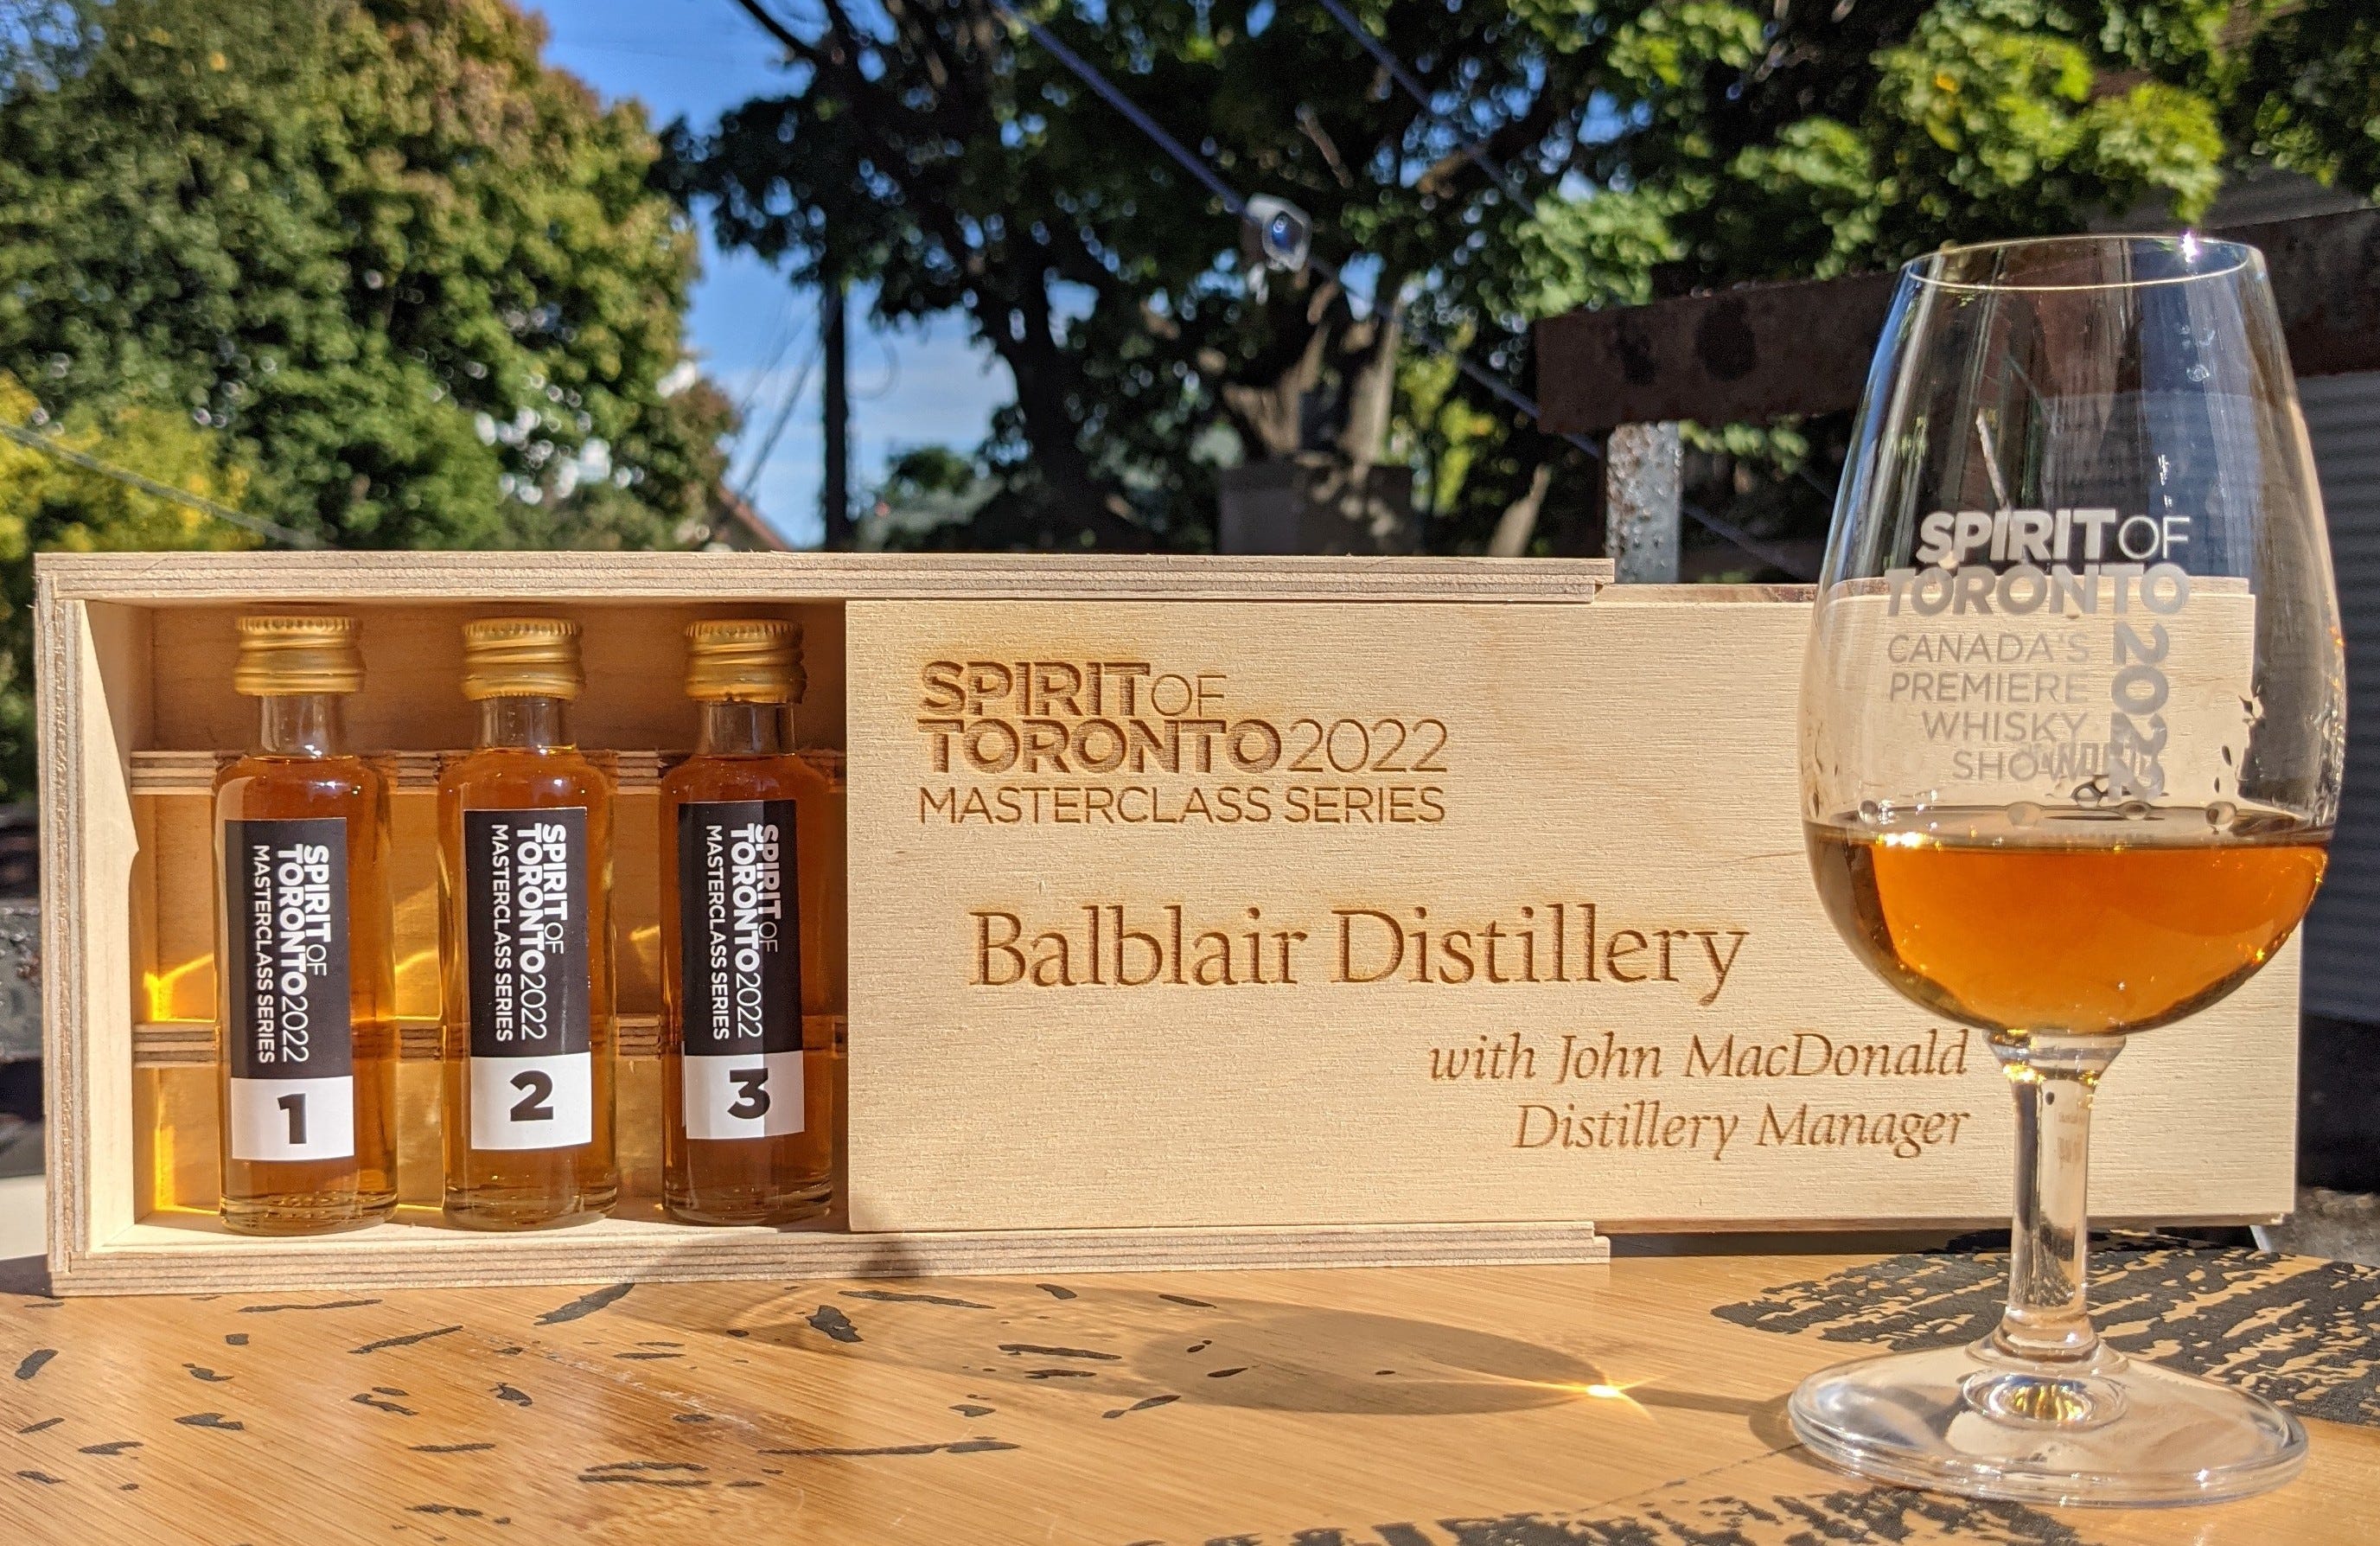 SPIRIT OF
TORONTO 2022
MASTERCLASS SERIES
1
SPIRIT OF
TORONTO 2022
MASTERCLASS SERIES
2
SPIRIT OF
TORONTO 2022
MASTERCLASS SERIES
3
SPIRIT OF
TORONTO 2022
MASTERCLASS SERIES
Balblair Distillery
with John MacDonald
Distillery Manager
SPIRIT OF
TORONTO 2022
CANADA'S
PREMIERE
WHISKY
SHOW